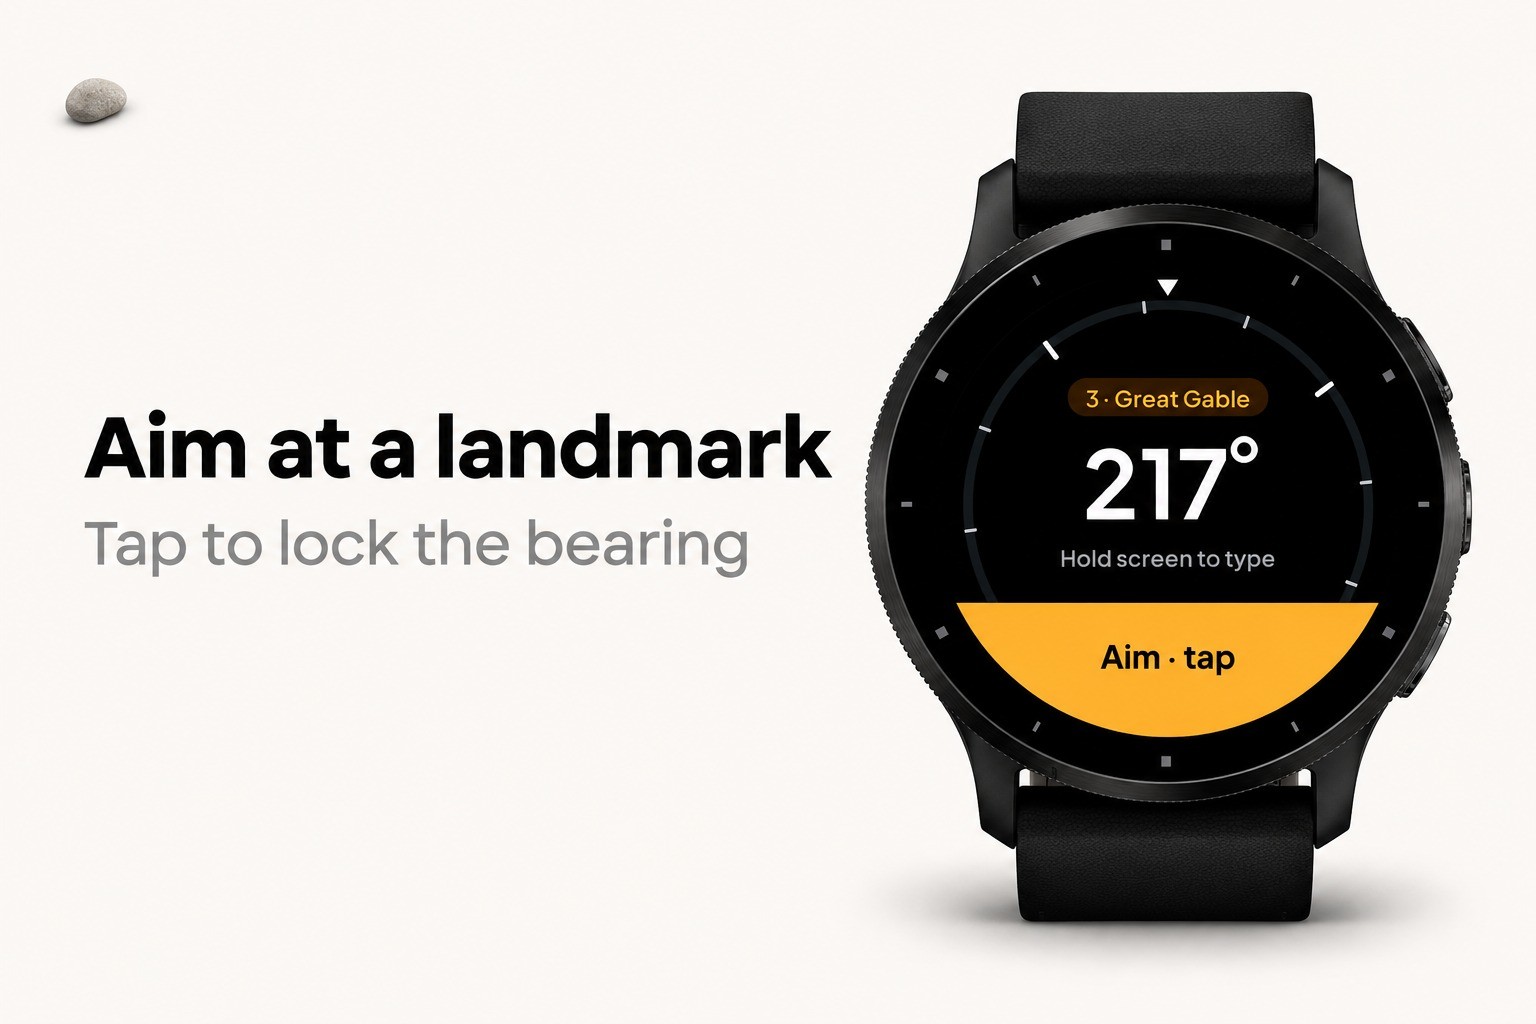 Aim at a landmark
Tap to lock the bearing
3 · Great Gable
217°
Hold screen to type
Aim · tap